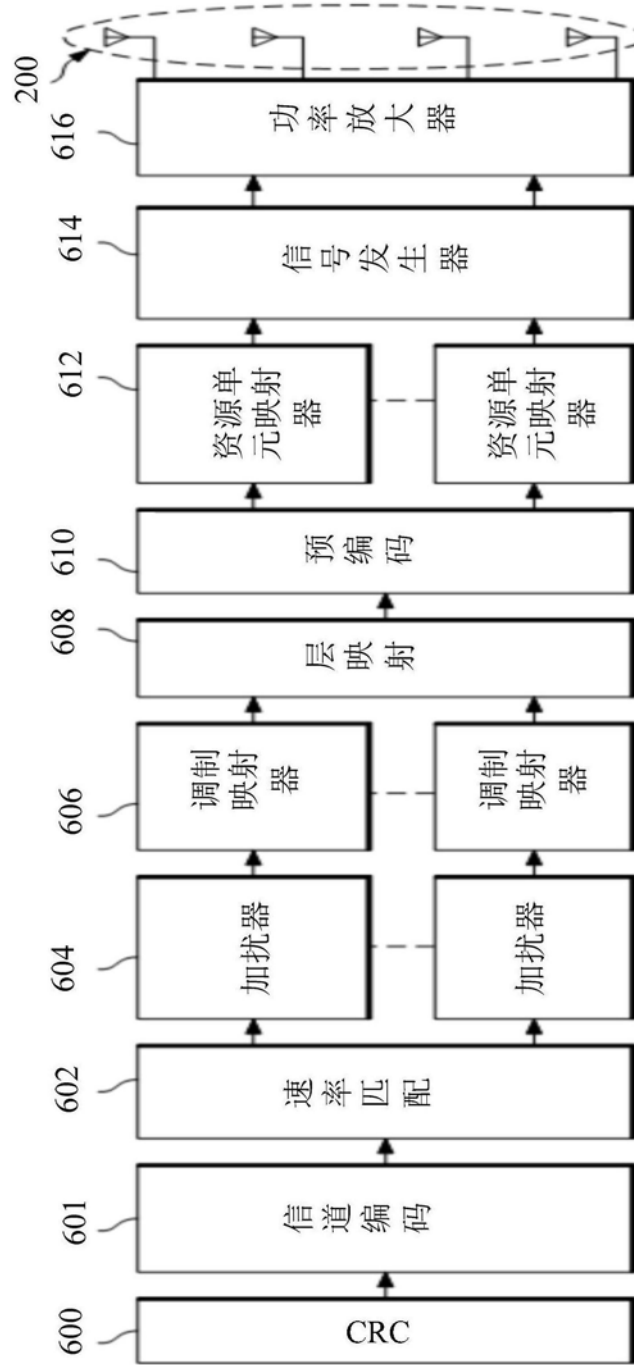 600
601
602
604
606
608
610
612
614
616
200
CRC
信道编码
速率匹配
加扰器
加扰器
调制
映射
器
调制
映射
器
层映射
预编码
资源单
元映射
器
资源单
元映射
器
信号发生器
功率放大器